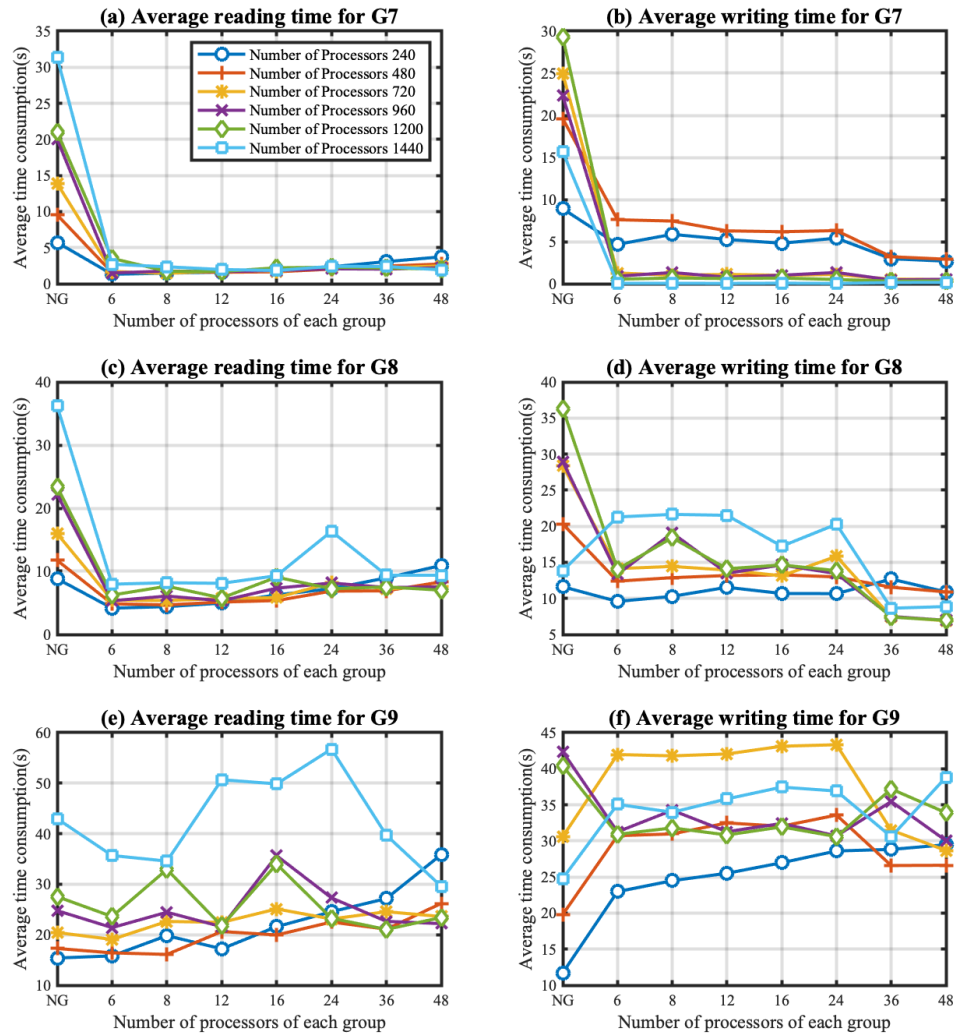 (a) Average reading time for G7
Average time consumption(s)
35
30
25
20
15
10
5
0
Number of Processors 240
Number of Processors 480
Number of Processors 720
Number of Processors 960
Number of Processors 1200
Number of Processors 1440
NG 6 8 12 16 24 36 48
Number of processors of each group
(b) Average writing time for G7
Average time consumption(s)
30
25
20
15
10
5
0
NG 6 8 12 16 24 36 48
Number of processors of each group
(c) Average reading time for G8
Average time consumption(s)
40
30
20
10
0
NG 6 8 12 16 24 36 48
Number of processors of each group
(d) Average writing time for G8
Average time consumption(s)
40
35
30
25
20
15
10
5
NG 6 8 12 16 24 36 48
Number of processors of each group
(e) Average reading time for G9
Average time consumption(s)
60
50
40
30
20
10
NG 6 8 12 16 24 36 48
Number of processors of each group
(f) Average writing time for G9
Average time consumption(s)
45
40
35
30
25
20
15
10
NG 6 8 12 16 24 36 48
Number of processors of each group